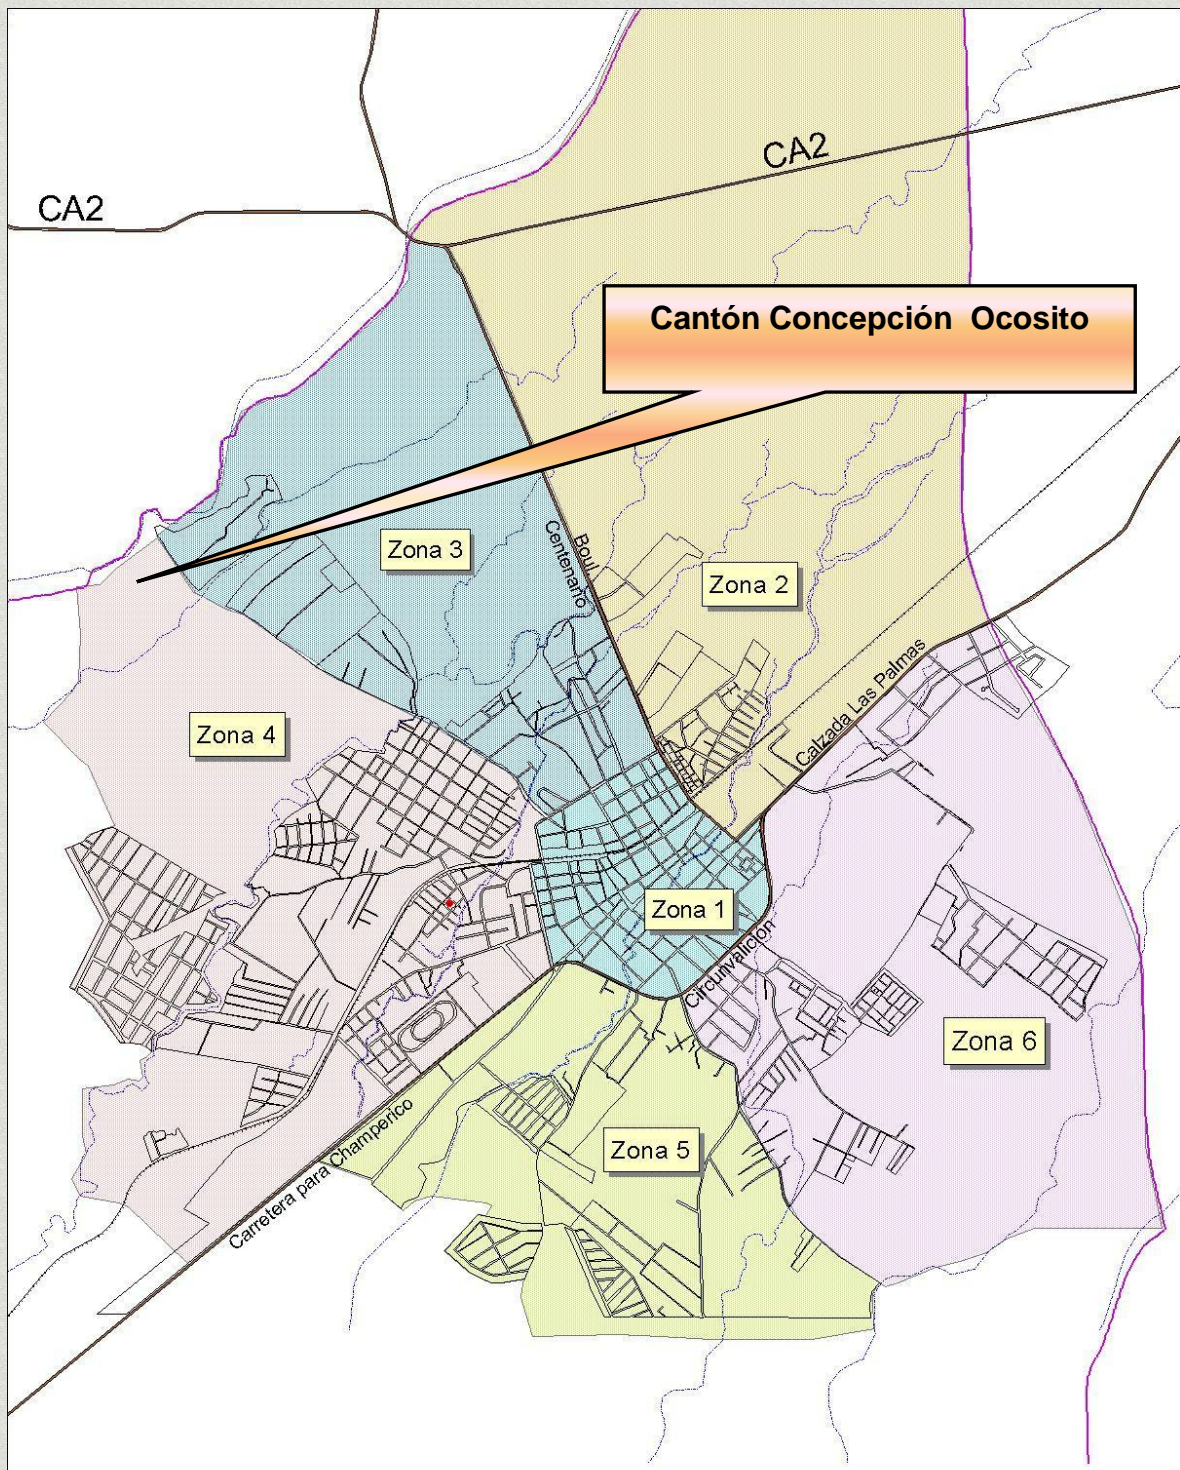 CA2
CA2
Cantón Concepción Ocosito
Zona 3
Boul.
Centenario
Zona 2
Calzada Las Palmas
Zona 4
Zona 1
Circunvalicion
Zona 6
Zona 5
Carretera para Champerico